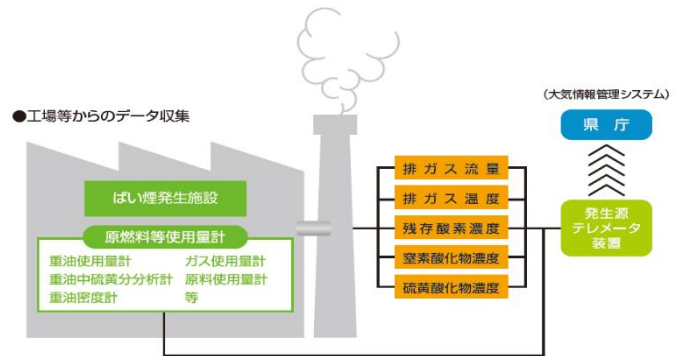 ●工場等からのデータ収集
ばい煙発生施設
原燃料等使用量計
重油使用量計 ガス使用量計
重油中硫黄分分析計 原料使用量計
重油密度計 等
排ガス流量
排ガス温度
残存酸素濃度
窒素酸化物濃度
硫黄酸化物濃度
(大気情報管理システム)
県庁
発生源
テレメータ
装置